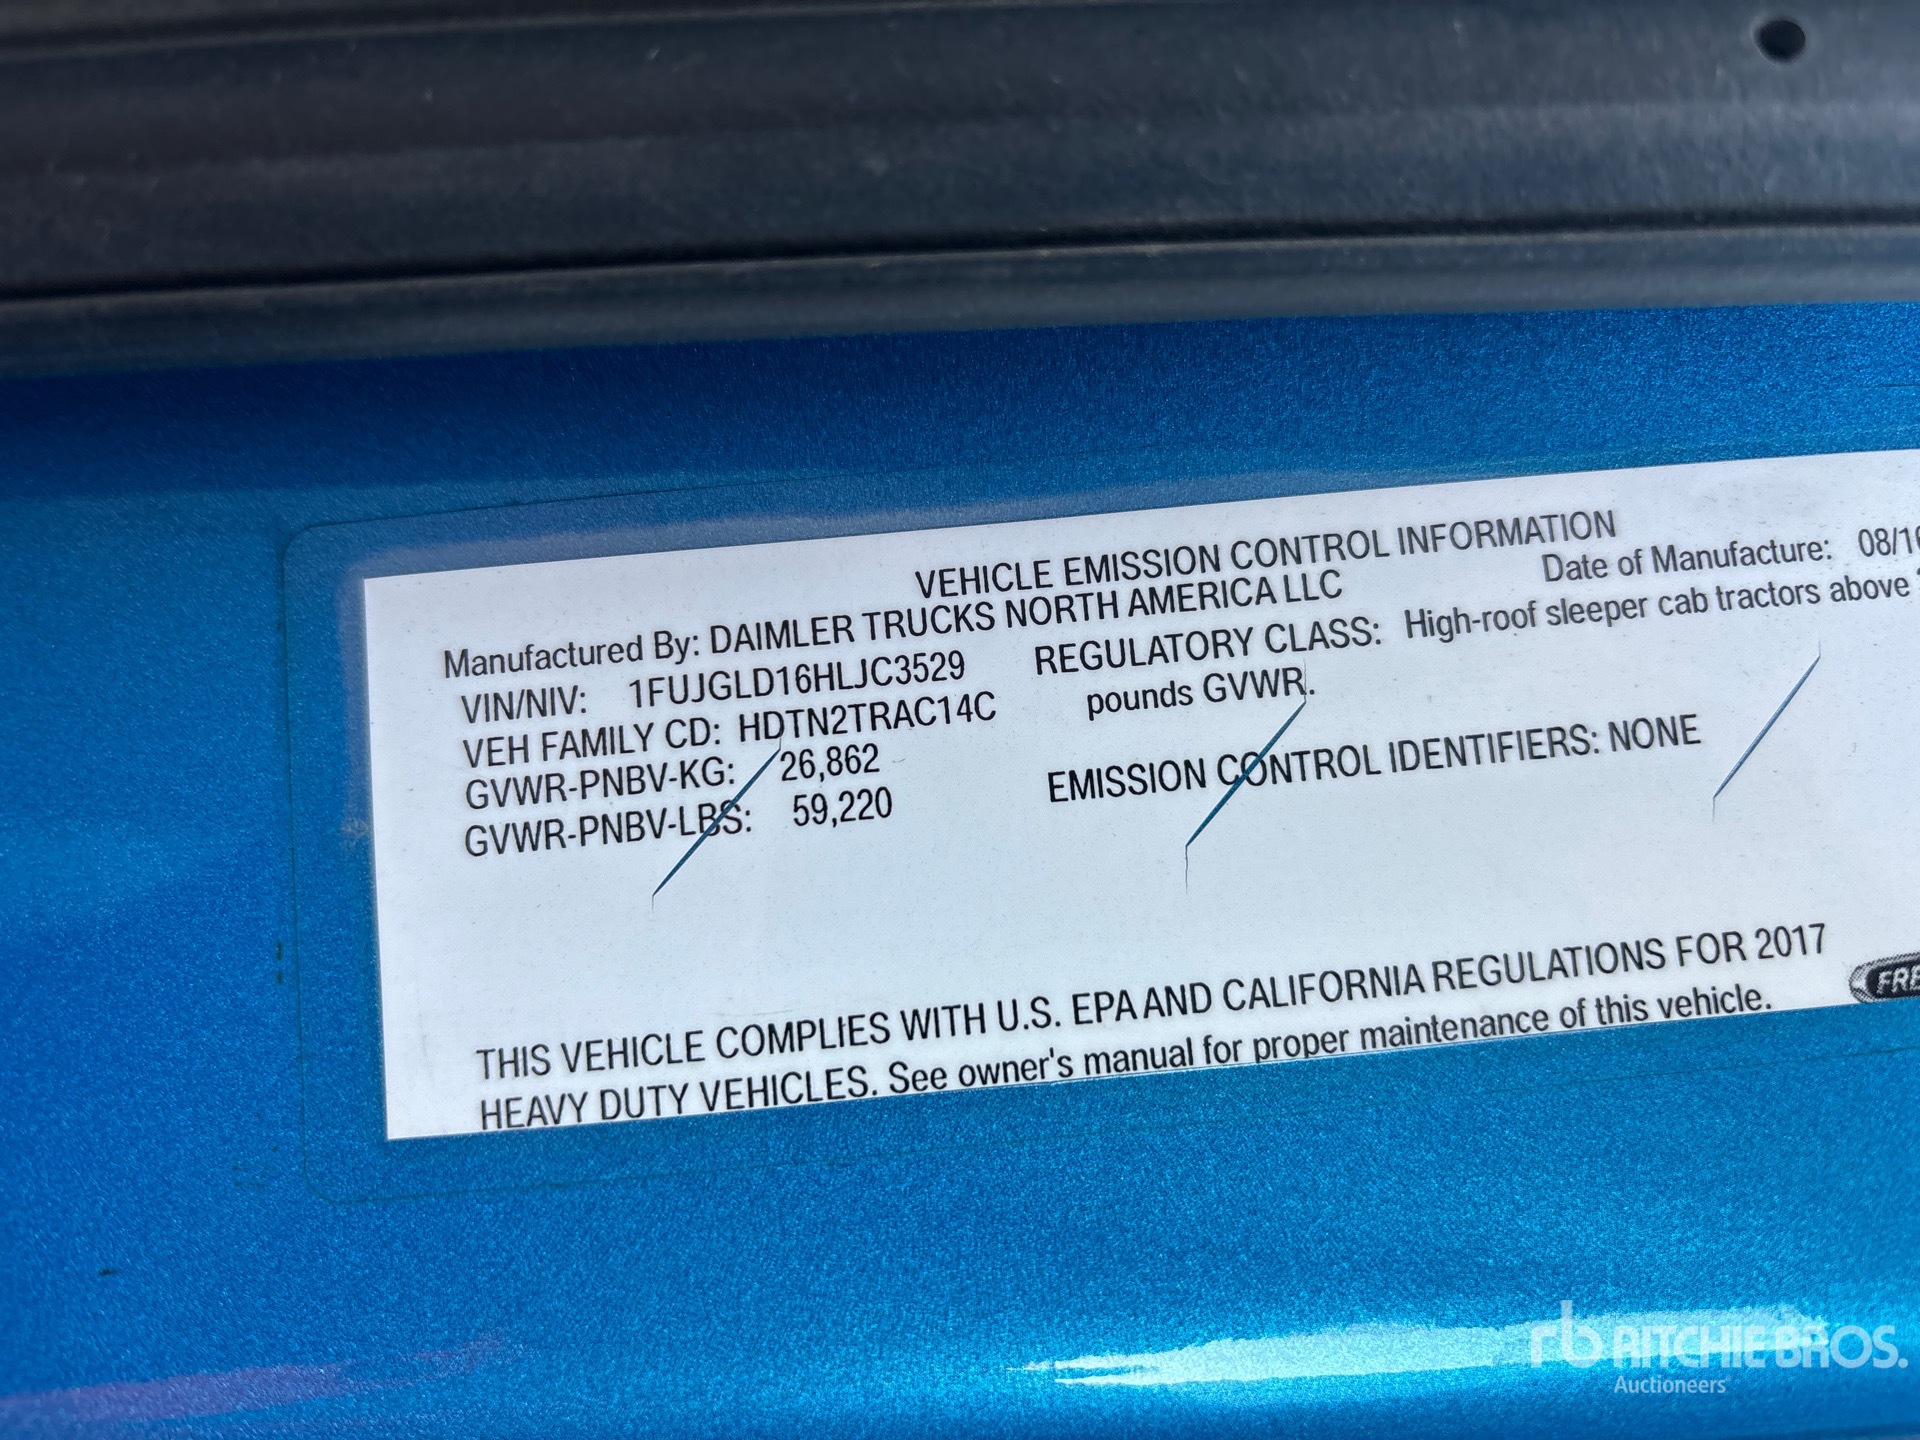 VEHICLE EMISSION CONTROL INFORMATION
Manufactured By: DAIMLER TRUCKS NORTH AMERICA LLC
Date of Manufacture: 08/16
VIN/NIV: 1FUJGLD16HLJC3529
REGULATORY CLASS: High-roof sleeper cab tractors above
pounds GVWR.
VEH FAMILY CD: HDTN2TRAC14C
GVWR-PNBV-KG: 26,862
GVWR-PNBV-LBS: 59,220
EMISSION CONTROL IDENTIFIERS: NONE
THIS VEHICLE COMPLIES WITH U.S. EPA AND CALIFORNIA REGULATIONS FOR 2017
HEAVY DUTY VEHICLES. See owner's manual for proper maintenance of this vehicle.
FRE
rb RITCHIE BROS.
Auctioneers